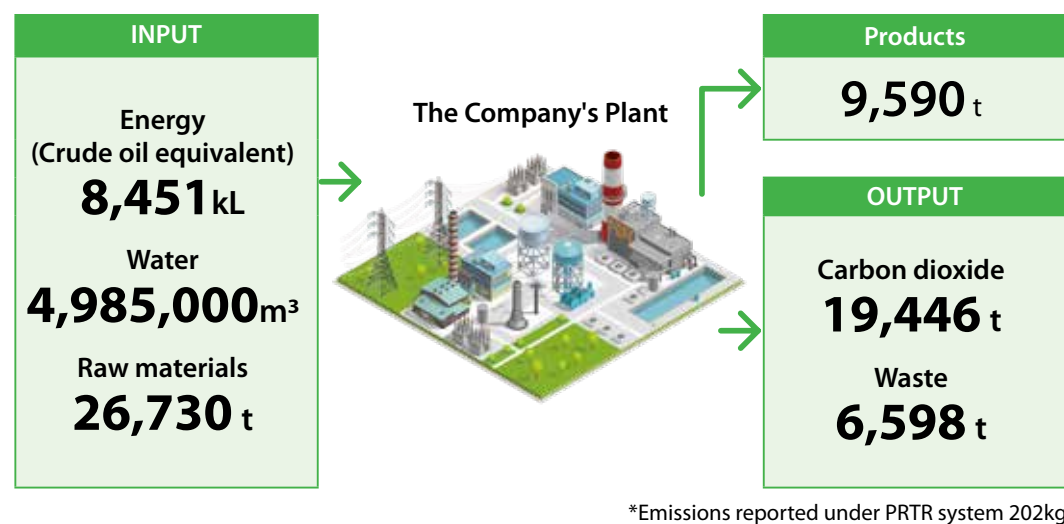 INPUT
Energy
(Crude oil equivalent)
8,451kL
Water
4,985,000m³
Raw materials
26,730 t
The Company's Plant
Products
9,590 t
OUTPUT
Carbon dioxide
19,446 t
Waste
6,598 t
*Emissions reported under PRTR system 202kg